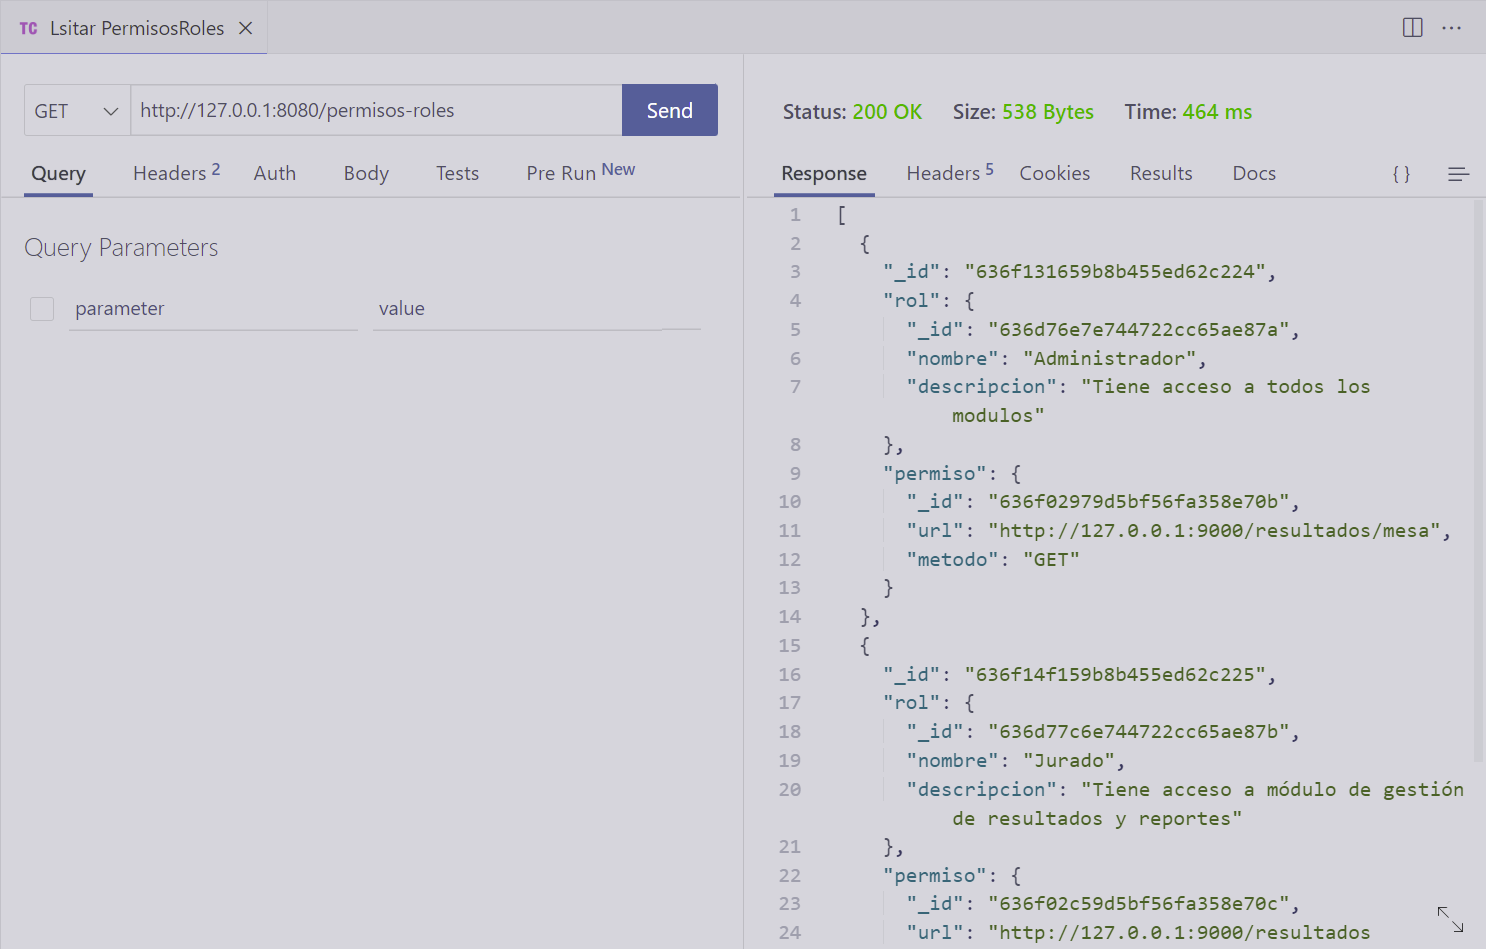 TC Lsitar PermisosRoles
GET http://127.0.0.1:8080/permisos-roles Send
Query Headers 2 Auth Body Tests Pre Run New
Query Parameters
parameter value
Status: 200 OK Size: 538 Bytes Time: 464 ms
Response Headers 5 Cookies Results Docs { }
1 [
2 {
3 "_id": "636f131659b8b455ed62c224",
4 "rol": {
5 "_id": "636d76e7e744722cc65ae87a",
6 "nombre": "Administrador",
7 "descripcion": "Tiene acceso a todos los
modulos"
8 },
9 "permiso": {
10 "_id": "636f02979d5bf56fa358e70b",
11 "url": "http://127.0.0.1:9000/resultados/mesa",
12 "metodo": "GET"
13 }
14 },
15 {
16 "_id": "636f14f159b8b455ed62c225",
17 "rol": {
18 "_id": "636d77c6e744722cc65ae87b",
19 "nombre": "Jurado",
20 "descripcion": "Tiene acceso a módulo de gestión
de resultados y reportes"
21 },
22 "permiso": {
23 "_id": "636f02c59d5bf56fa358e70c",
24 "url": "http://127.0.0.1:9000/resultados